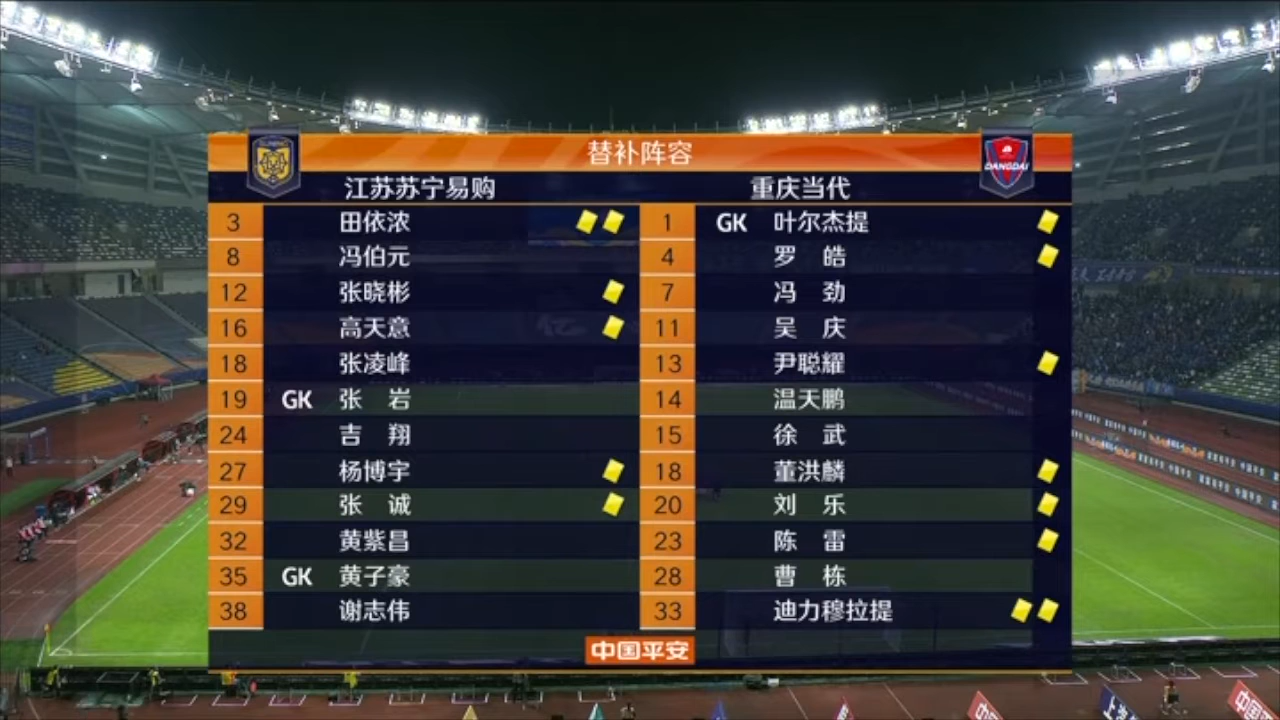 替补阵容
DANGDAI
江苏苏宁易购 重庆当代
3 田依浓 1 GK 叶尔杰提
8 冯伯元 4 罗 皓
12 张晓彬 7 冯 劲
16 高天意 11 吴 庆
18 张凌峰 13 尹聪耀
19 GK 张 岩 14 温天鹏
24 吉 翔 15 徐 武
27 杨博宇 18 董洪麟
29 张 诚 20 刘 乐
32 黄紫昌 23 陈 雷
35 GK 黄子豪 28 曹 栋
38 谢志伟 33 迪力穆拉提
中国平安